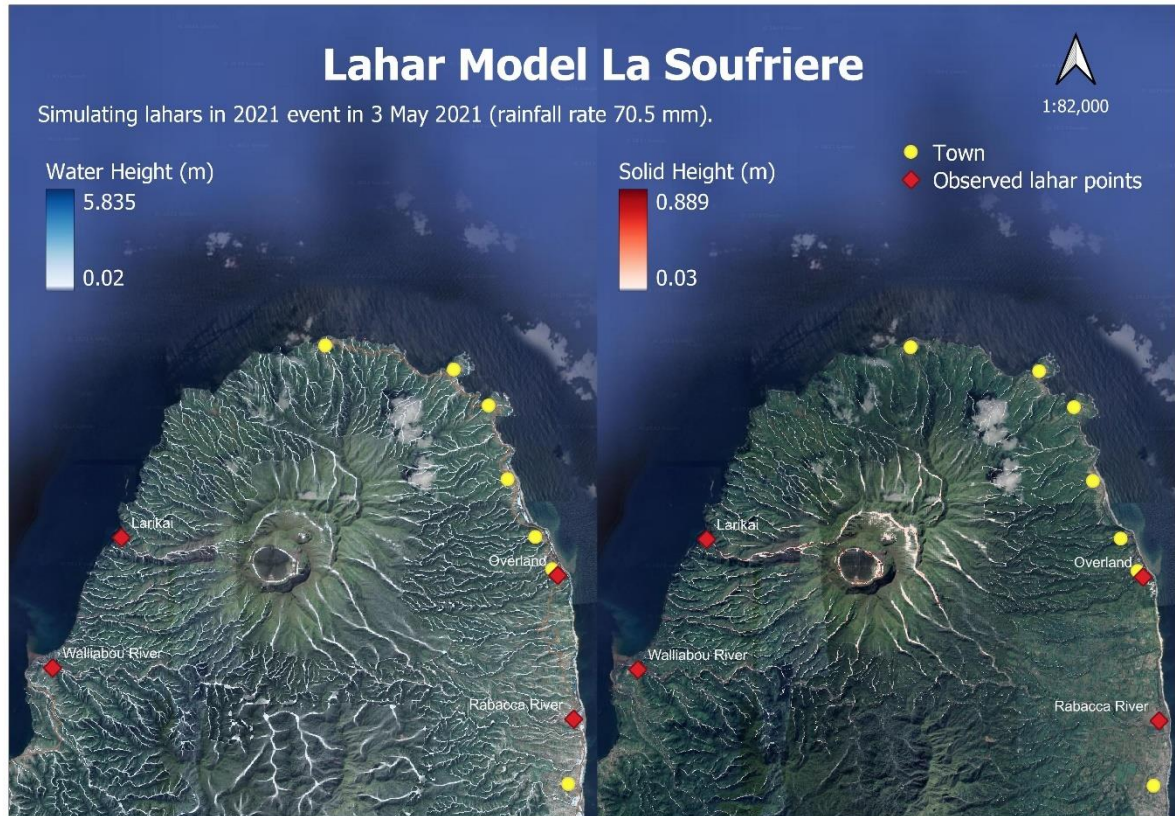 Lahar Model La Soufriere
1:82,000
Simulating lahars in 2021 event in 3 May 2021 (rainfall rate 70.5 mm).
Water Height (m)
5.835
0.02
Solid Height (m)
0.889
0.03
Town
Observed lahar points
Larikai
Overland
Walliabou River
Rabacca River
Larikai
Overland
Walliabou River
Rabacca River